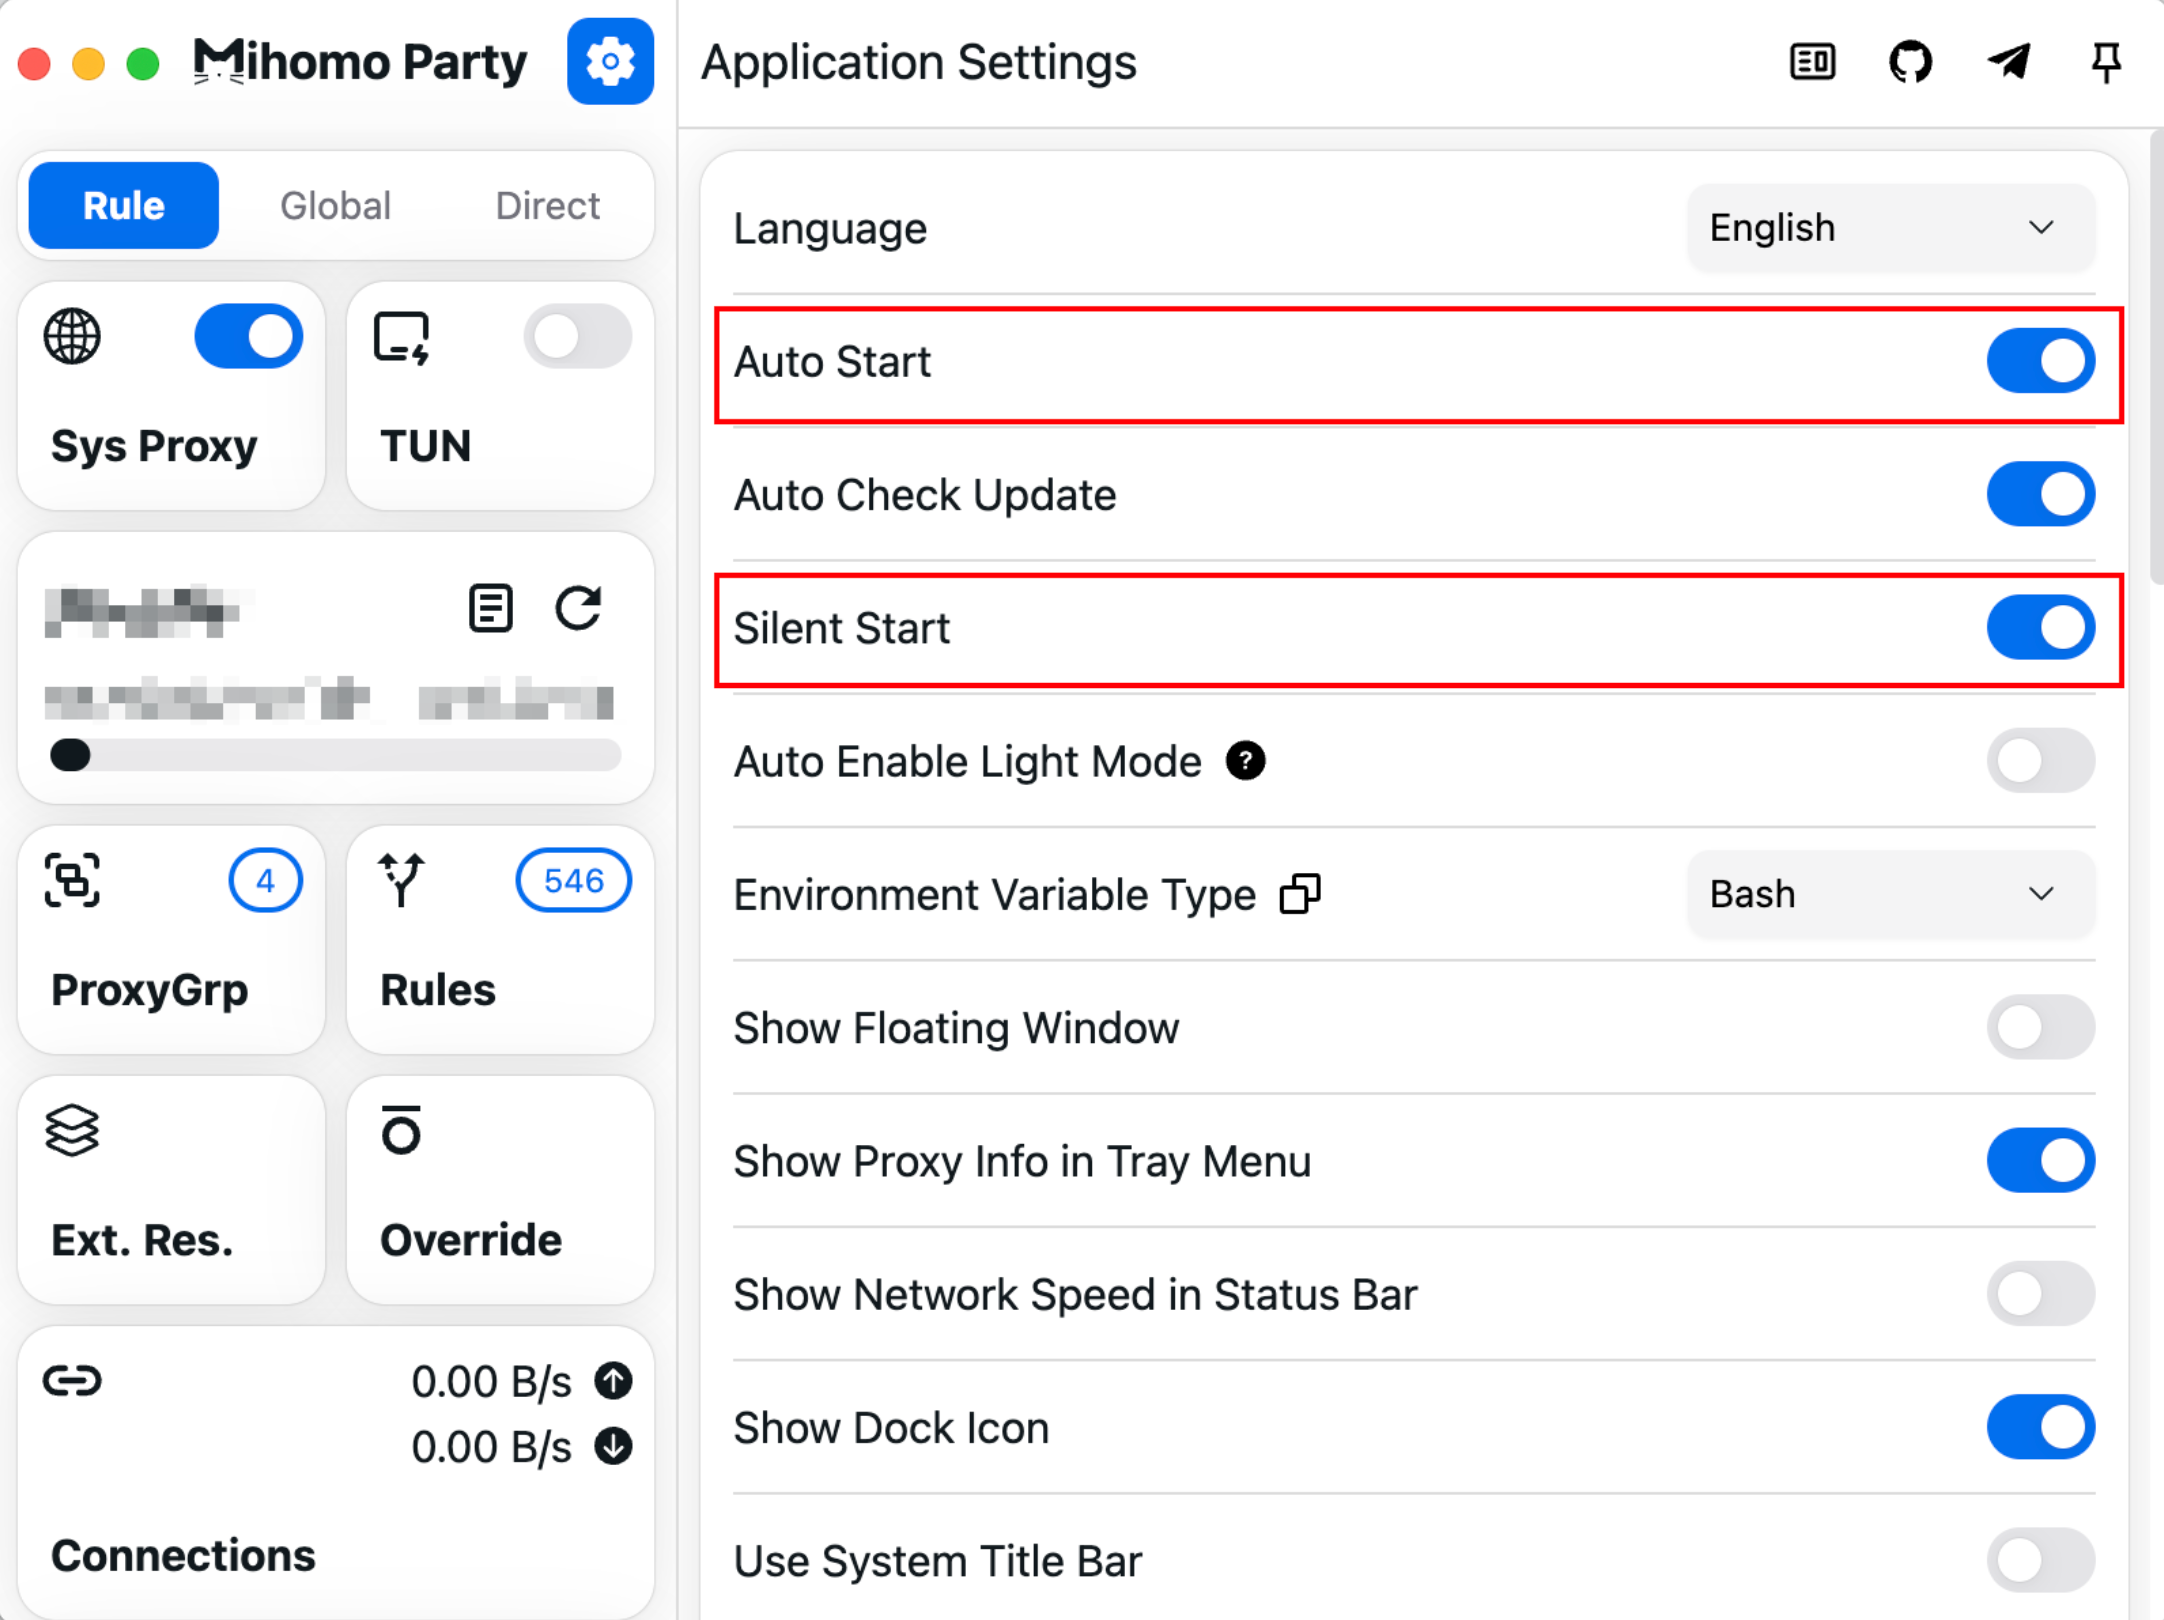 Mihomo Party
Application Settings
Rule
Global
Direct
Sys Proxy
TUN
4
ProxyGrp
546
Rules
Ext. Res.
Override
0.00 B/s
0.00 B/s
Connections
Language
English
Auto Start
Auto Check Update
Silent Start
Auto Enable Light Mode
?
Environment Variable Type
Bash
Show Floating Window
Show Proxy Info in Tray Menu
Show Network Speed in Status Bar
Show Dock Icon
Use System Title Bar